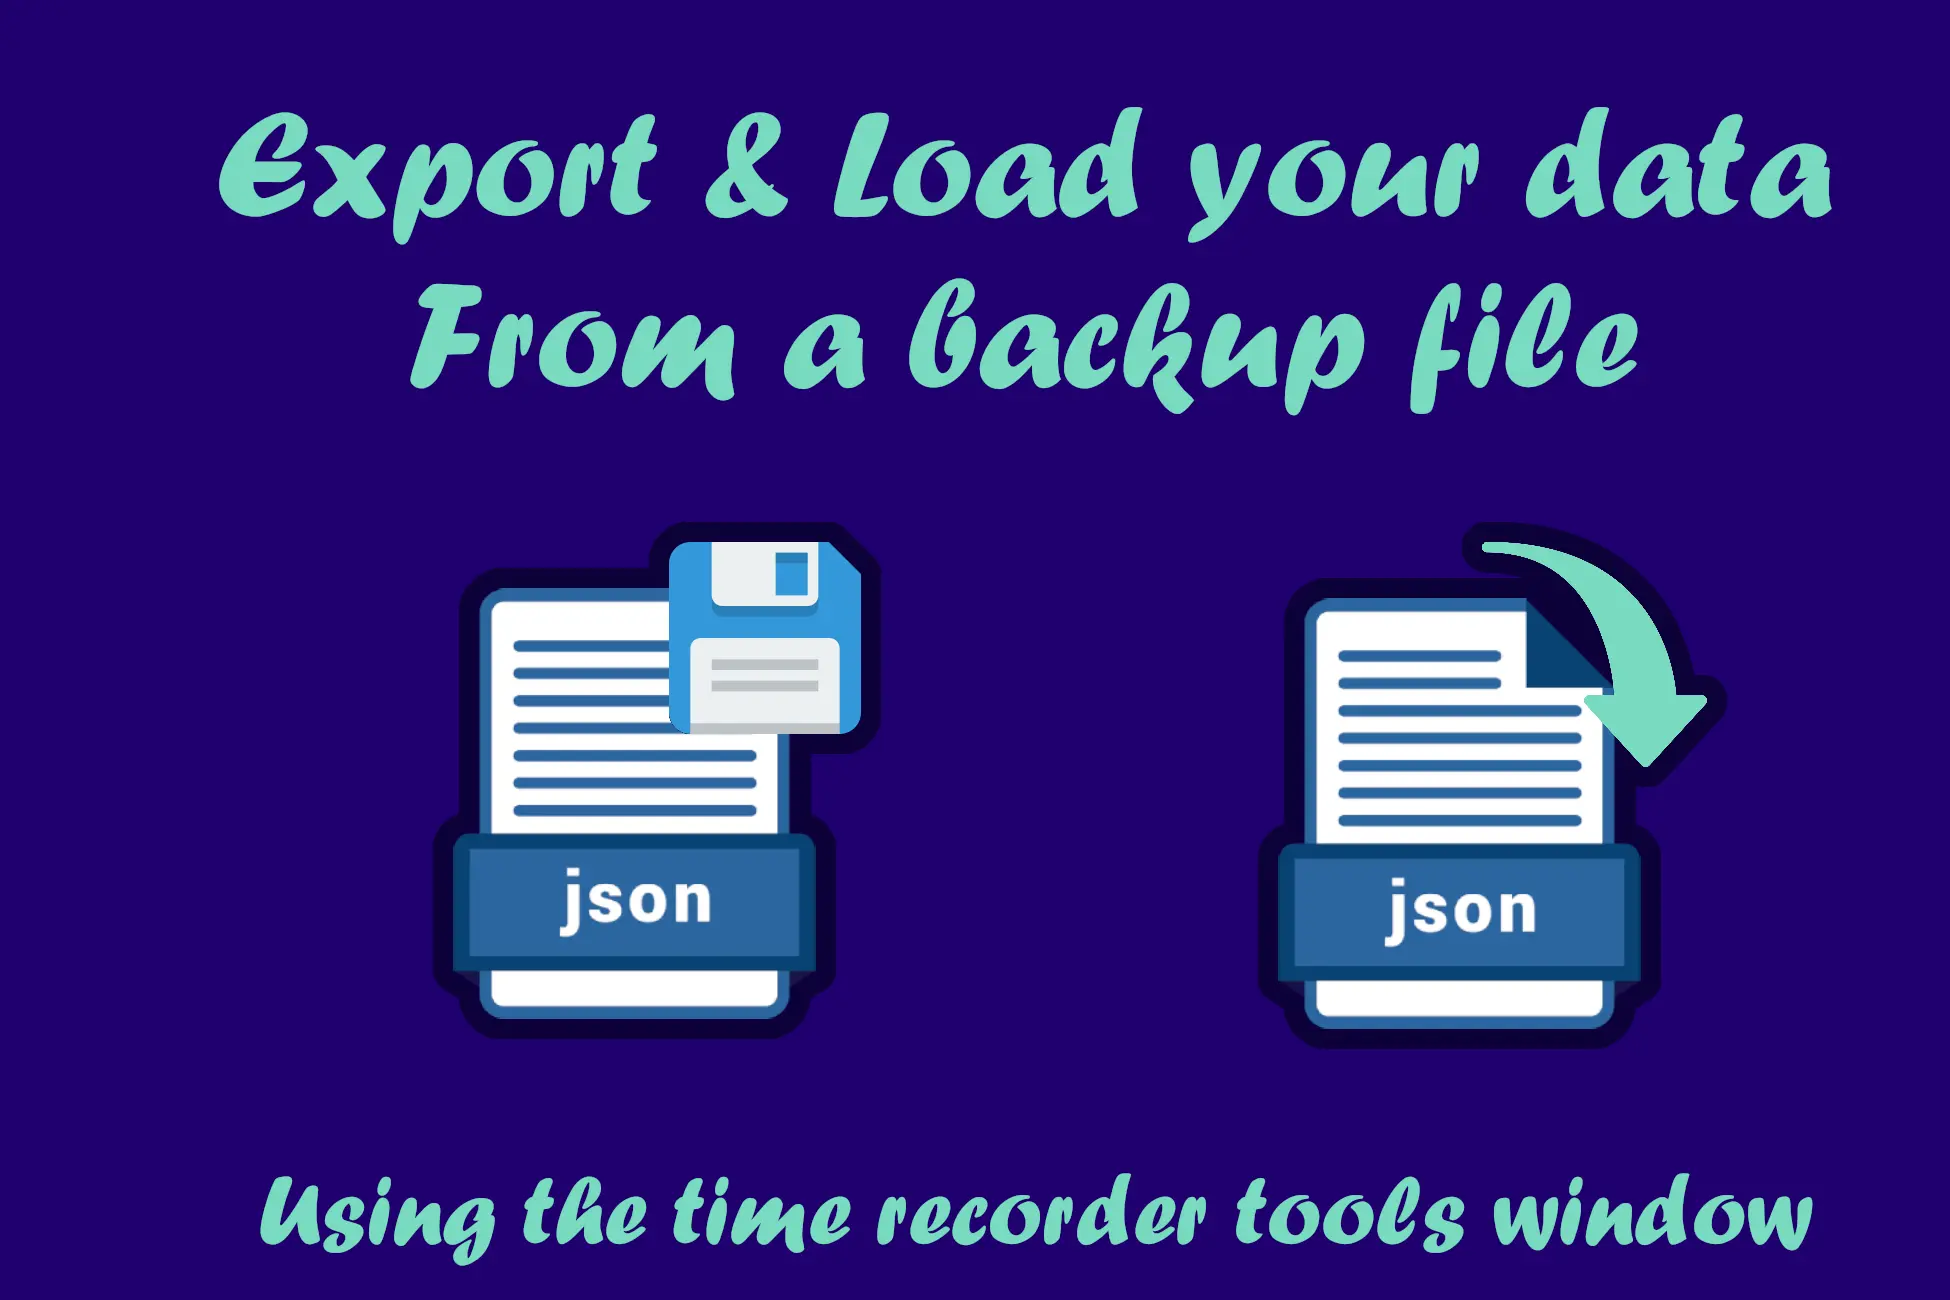 Export & Load your data
From a backup file
json
json
Using the time recorder tools window